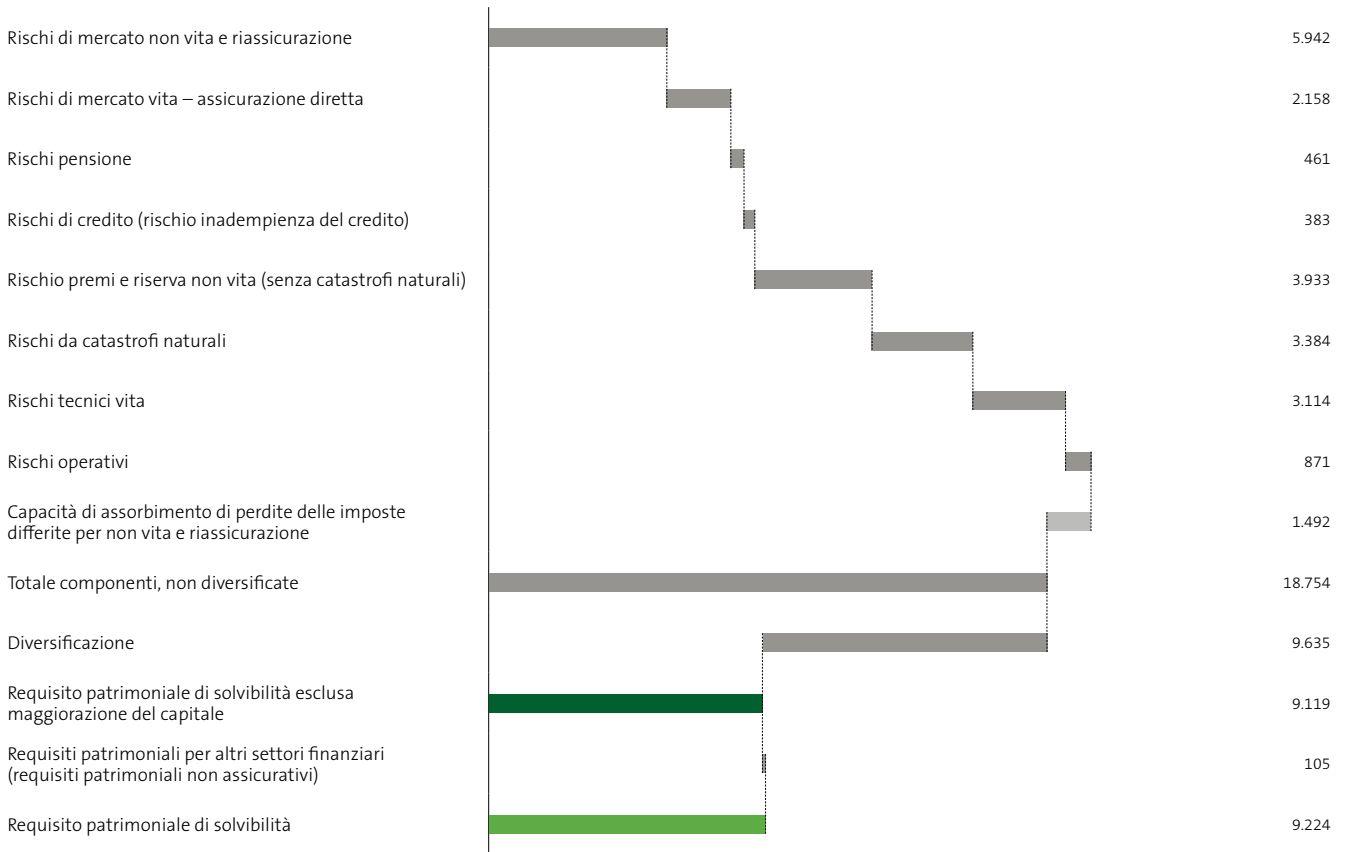 Rischi di mercato non vita e riassicurazione 5.942
Rischi di mercato vita – assicurazione diretta 2.158
Rischi pensione 461
Rischi di credito (rischio inadempienza del credito) 383
Rischio premi e riserva non vita (senza catastrofi naturali) 3.933
Rischi da catastrofi naturali 3.384
Rischi tecnici vita 3.114
Rischi operativi 871
Capacità di assorbimento di perdite delle imposte
differite per non vita e riassicurazione 1.492
Totale componenti, non diversificate 18.754
Diversificazione 9.635
Requisito patrimoniale di solvibilità esclusa
maggiorazione del capitale 9.119
Requisiti patrimoniali per altri settori finanziari
(requisiti patrimoniali non assicurativi) 105
Requisito patrimoniale di solvibilità 9.224